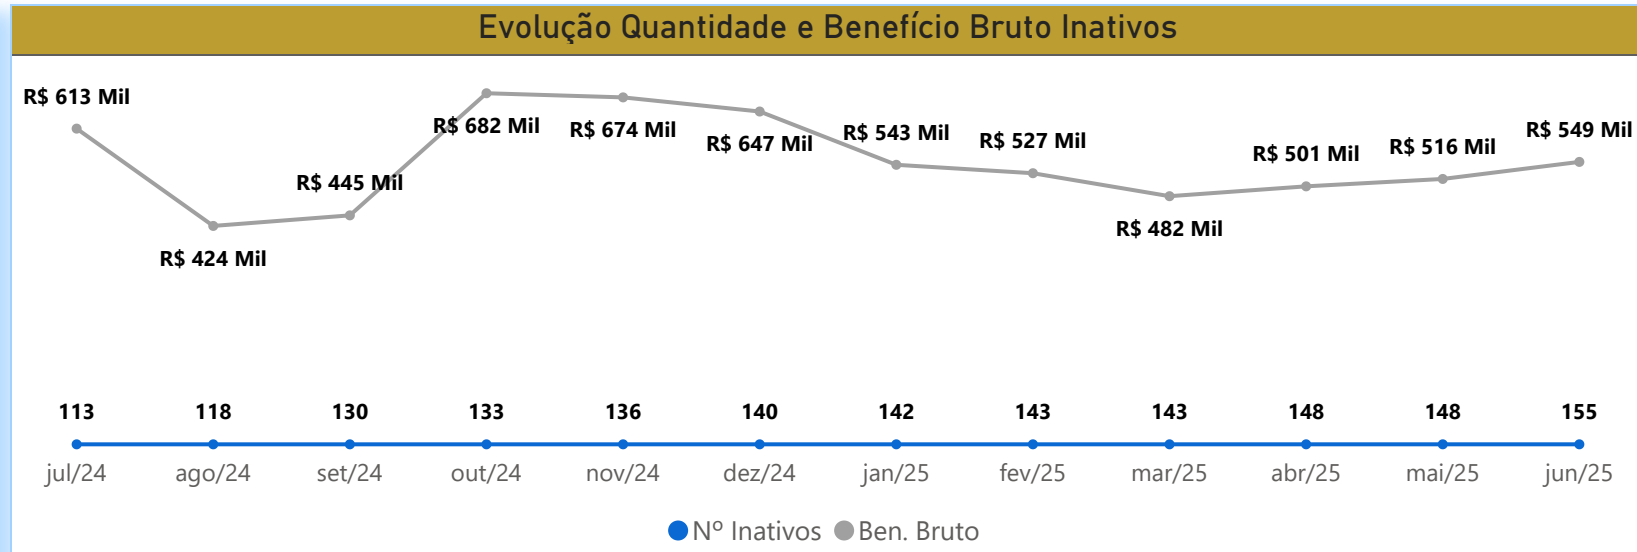 Evolução Quantidade e Benefício Bruto Inativos
R$ 613 Mil
R$ 424 Mil
R$ 445 Mil
R$ 682 Mil
R$ 674 Mil
R$ 647 Mil
R$ 543 Mil
R$ 527 Mil
R$ 482 Mil
R$ 501 Mil
R$ 516 Mil
R$ 549 Mil
113 118 130 133 136 140 142 143 143 148 148 155
jul/24 ago/24 set/24 out/24 nov/24 dez/24 jan/25 fev/25 mar/25 abr/25 mai/25 jun/25
Nº Inativos Ben. Bruto